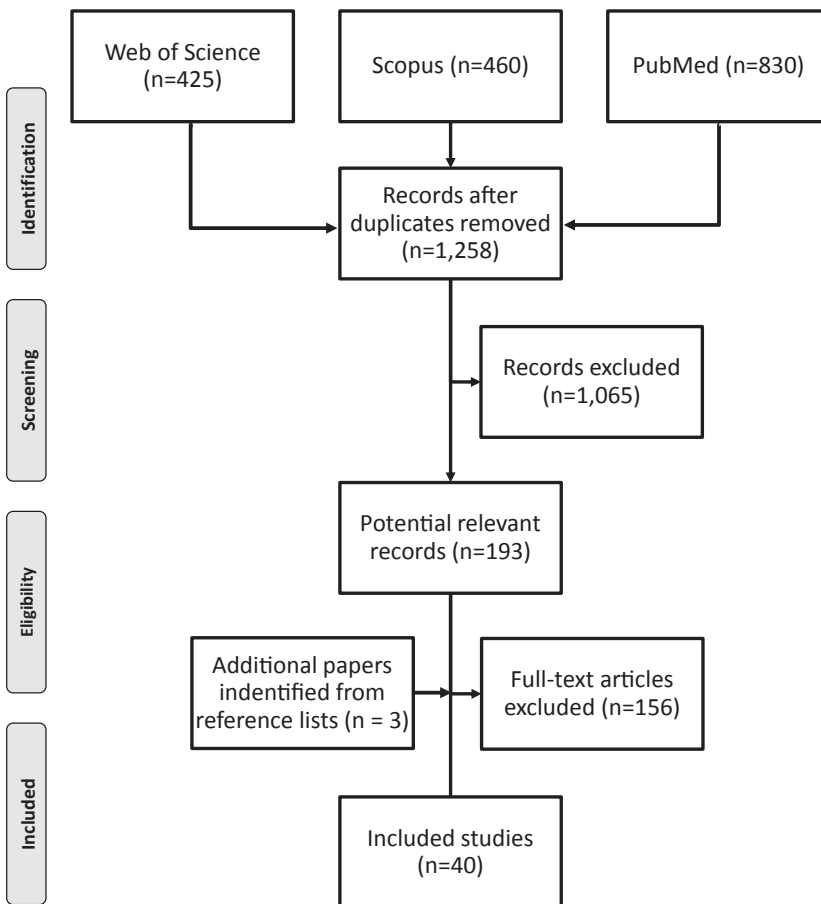 Web of Science
(n=425)
Scopus (n=460)
PubMed (n=830)
Identification
Records after
duplicates removed
(n=1,258)
Screening
Records excluded
(n=1,065)
Potential relevant
records (n=193)
Eligibility
Additional papers
indentified from
reference lists (n = 3)
Full-text articles
excluded (n=156)
Included
Included studies
(n=40)